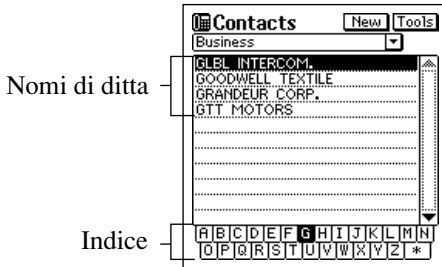 Contacts New Tools
Business
GLBL INTERCOM.
GOODWELL TEXTILE
GRANDEUR CORP.
GTT MOTORS
Nomi di ditta
A B C D E F G H I J K L M N
O P Q R S T U V W X Y Z *
Indice